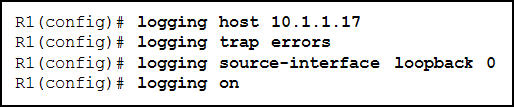 R1(config)# logging host 10.1.1.17
R1(config)# logging trap errors
R1(config)# logging source-interface loopback 0
R1(config)# logging on